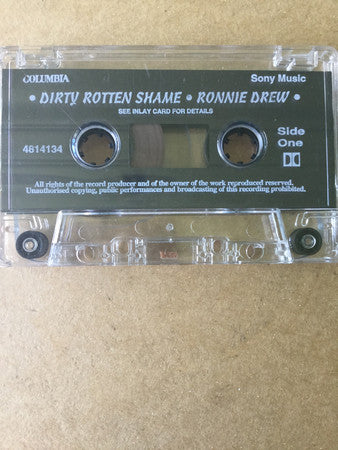 COLUMBIA
Sony Music
• DIRTY ROTTEN SHAME • RONNIE DREW •
SEE INLAY CARD FOR DETAILS
4814134
Side
One
All rights of the record producer and of the owner of the work reproduced reserved.
Unauthorised copying, public performances and broadcasting of this recording prohibited.